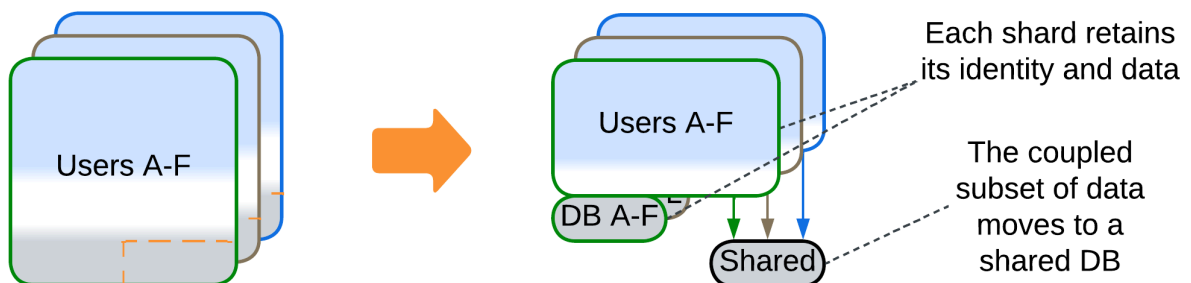 Users A-F
Users A-F
DB A-F
Shared
Each shard retains
its identity and data
The coupled
subset of data
moves to a
shared DB